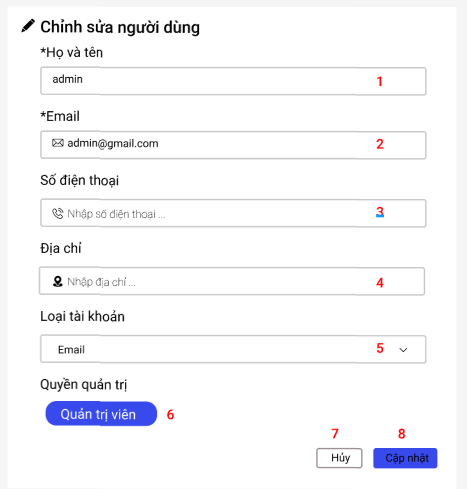 Chỉnh sửa người dùng
*Họ và tên
admin 1
*Email
admin@gmail.com 2
Số điện thoại
Nhập số điện thoại ... 3
Địa chỉ
Nhập địa chỉ ... 4
Loại tài khoản
Email 5
Quyền quản trị
Quản trị viên 6
7 8
Hủy Cập nhật